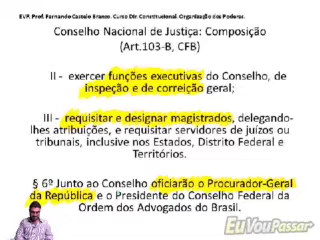 EVP. Prof. Fernando Castelo Branco. Curso Dir. Constitucional. Organização dos Poderes.
Conselho Nacional de Justiça: Composição
(Art.103-B, CFB)
II - exercer funções executivas do Conselho, de
inspeção e de correição geral;
III - requisitar e designar magistrados, delegando-
lhes atribuições, e requisitar servidores de juízos ou
tribunais, inclusive nos Estados, Distrito Federal e
Territórios.
§ 6º Junto ao Conselho oficiarão o Procurador-Geral
da República e o Presidente do Conselho Federal da
Ordem dos Advogados do Brasil.
EuVouPassar